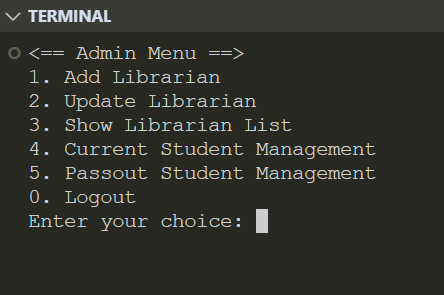 TERMINAL
<== Admin Menu ==>
1. Add Librarian
2. Update Librarian
3. Show Librarian List
4. Current Student Management
5. Passout Student Management
0. Logout
Enter your choice: